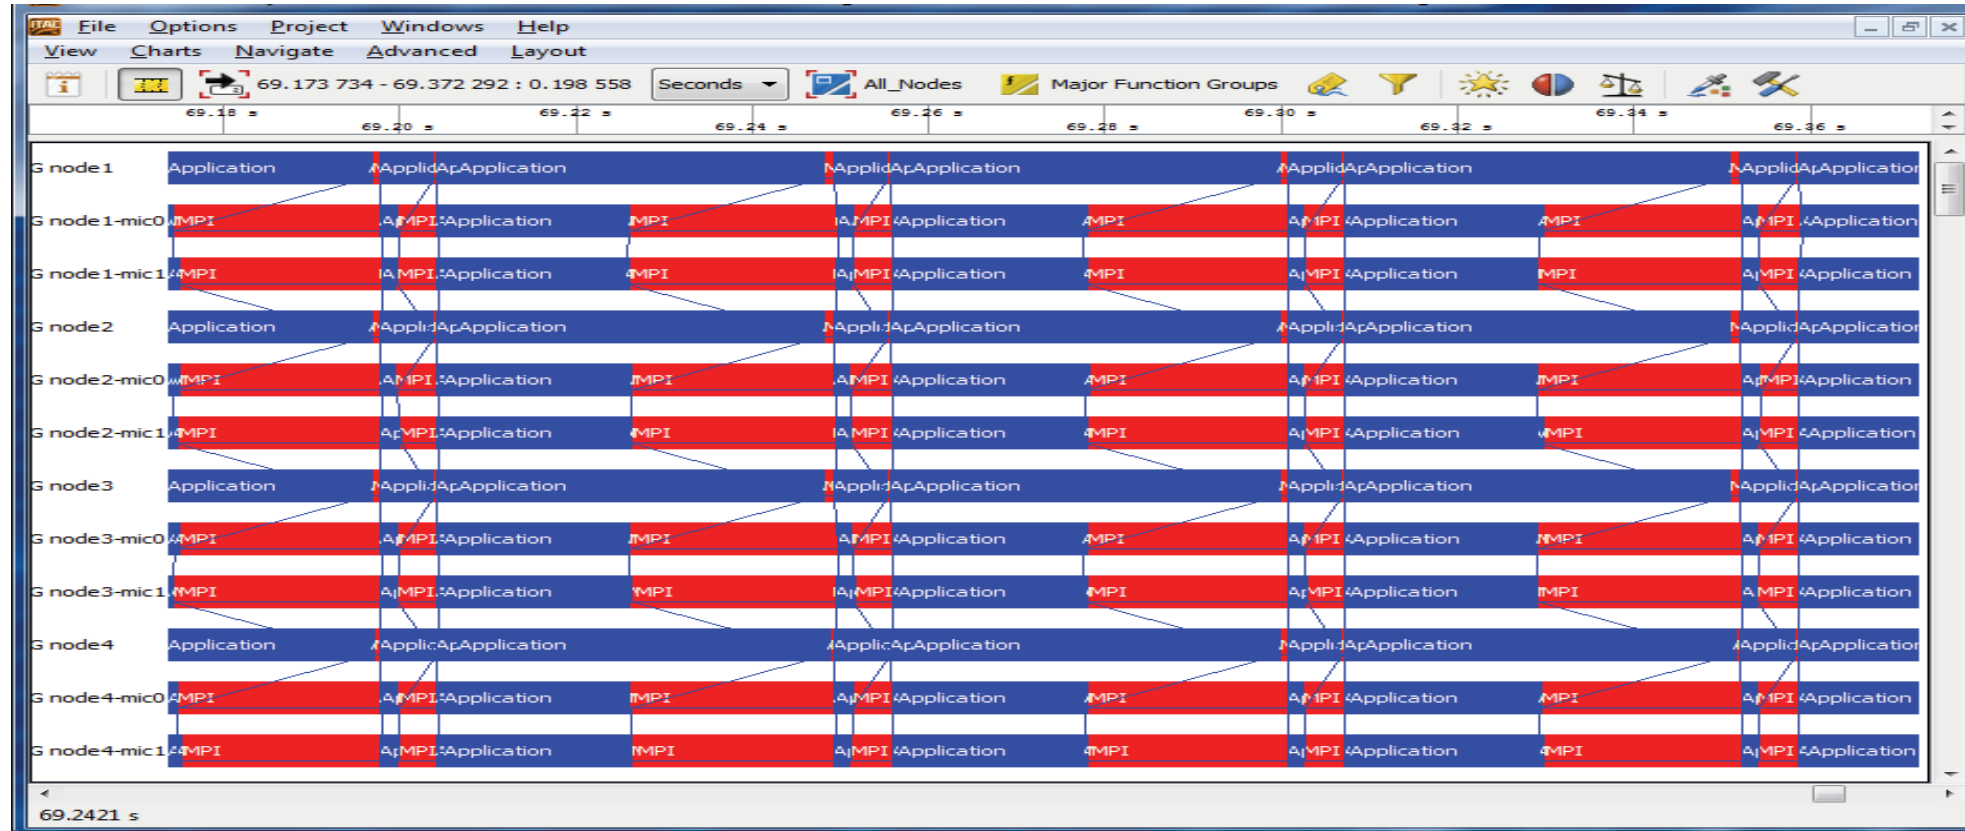 File Options Project Windows Help
View Charts Navigate Advanced Layout
69.173 734 - 69.372 292 : 0.198 558 Seconds All_Nodes Major Function Groups
69.18 s 69.20 s 69.22 s 69.24 s 69.26 s 69.28 s 69.30 s 69.32 s 69.34 s 69.36 s
G node1 Application Application Application Application Application
G node1-mic0 MPI MPI Application MPI MPI Application MPI MPI Application MPI MPI Application
G node1-mic1 MPI MPI Application MPI MPI Application MPI MPI Application MPI MPI Application
G node2 Application Application Application Application Application
G node2-mic0 MPI MPI Application MPI MPI Application MPI MPI Application MPI MPI Application
G node2-mic1 MPI MPI Application MPI MPI Application MPI MPI Application MPI MPI Application
G node3 Application Application Application Application Application
G node3-mic0 MPI MPI Application MPI MPI Application MPI MPI Application MPI MPI Application
G node3-mic1 MPI MPI Application MPI MPI Application MPI MPI Application MPI MPI Application
G node4 Application Application Application Application Application
G node4-mic0 MPI MPI Application MPI MPI Application MPI MPI Application MPI MPI Application
G node4-mic1 MPI MPI Application MPI MPI Application MPI MPI Application MPI MPI Application
69.2421 s